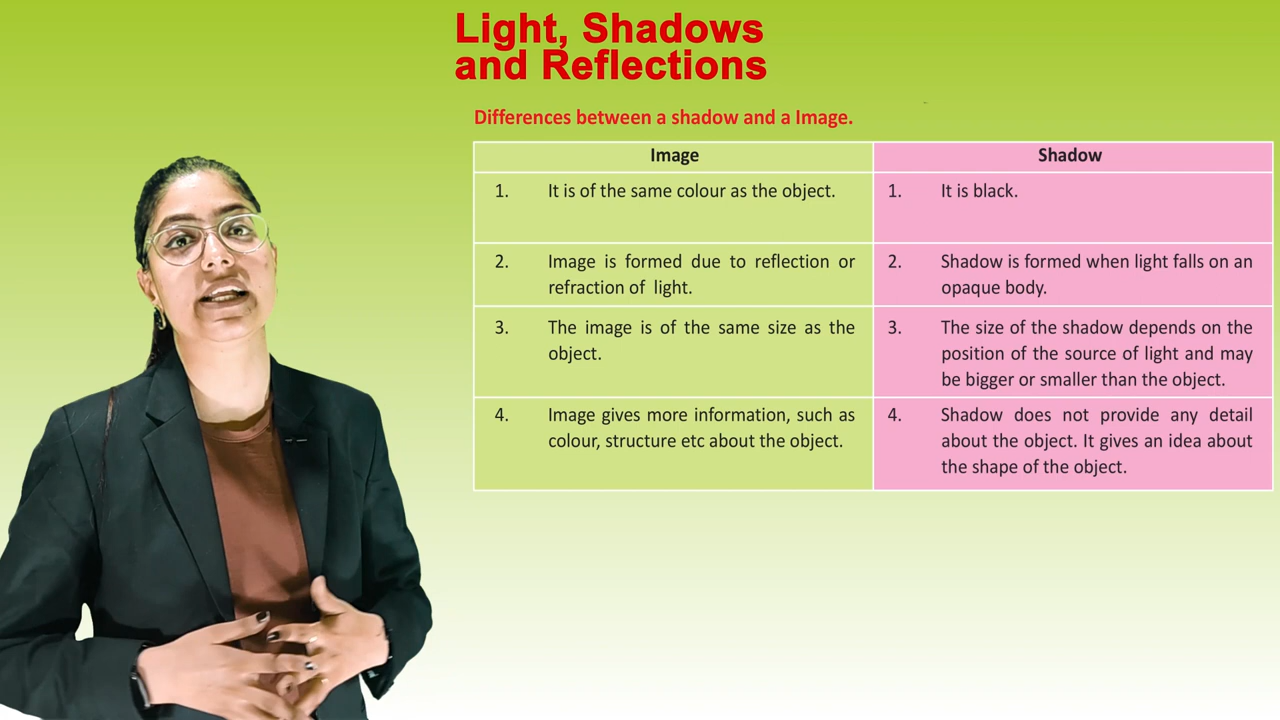 Light, Shadows
and Reflections
Differences between a shadow and a Image.
Image
Shadow
1. It is of the same colour as the object.
1. It is black.
2. Image is formed due to reflection or
refraction of light.
2. Shadow is formed when light falls on an
opaque body.
3. The image is of the same size as the
object.
3. The size of the shadow depends on the
position of the source of light and may
be bigger or smaller than the object.
4. Image gives more information, such as
colour, structure etc about the object.
4. Shadow does not provide any detail
about the object. It gives an idea about
the shape of the object.